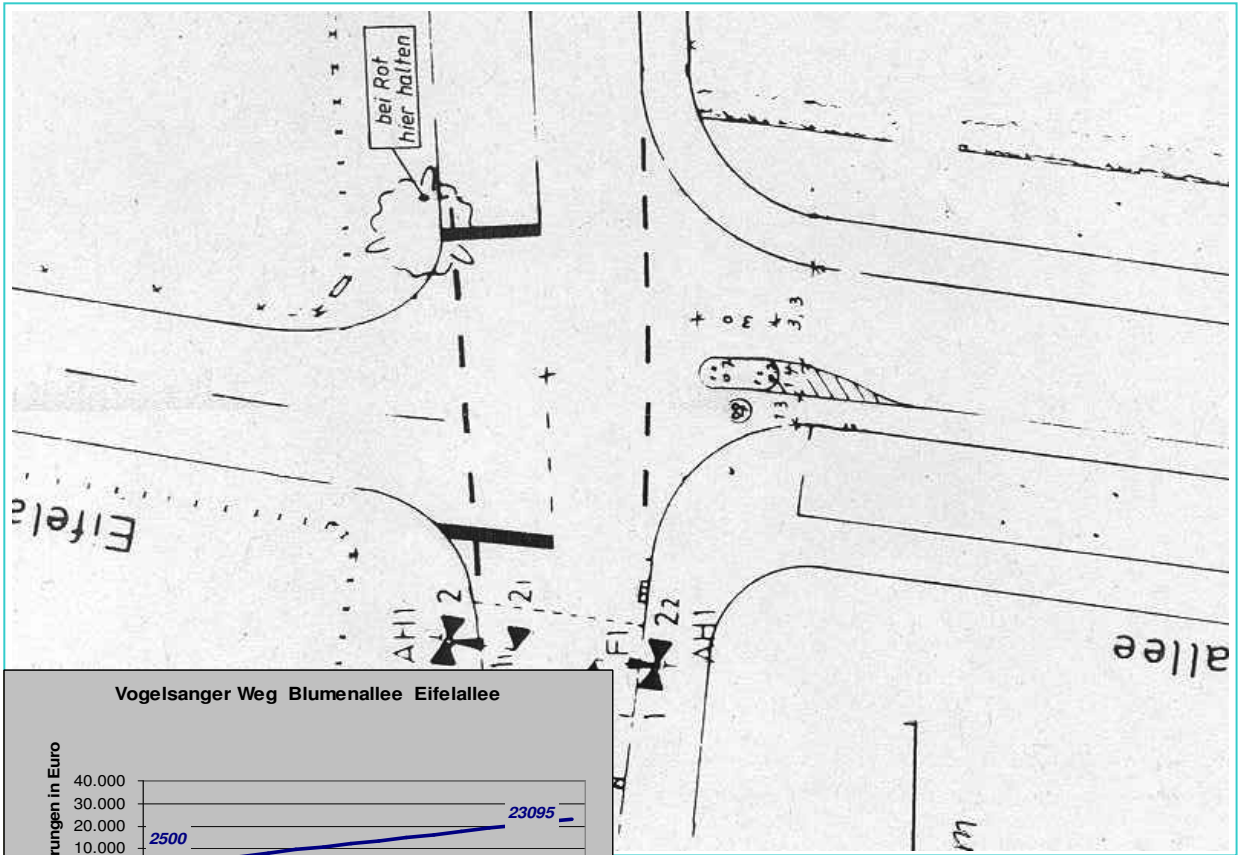 bei Rot
hier halten
3,3
Eifela
AH1
2
21
F1
22
AH1
1
allee
Vogelsanger Weg Blumenallee Eifelallee
rungen in Euro
40.000
30.000
20.000
10.000
2500
23095